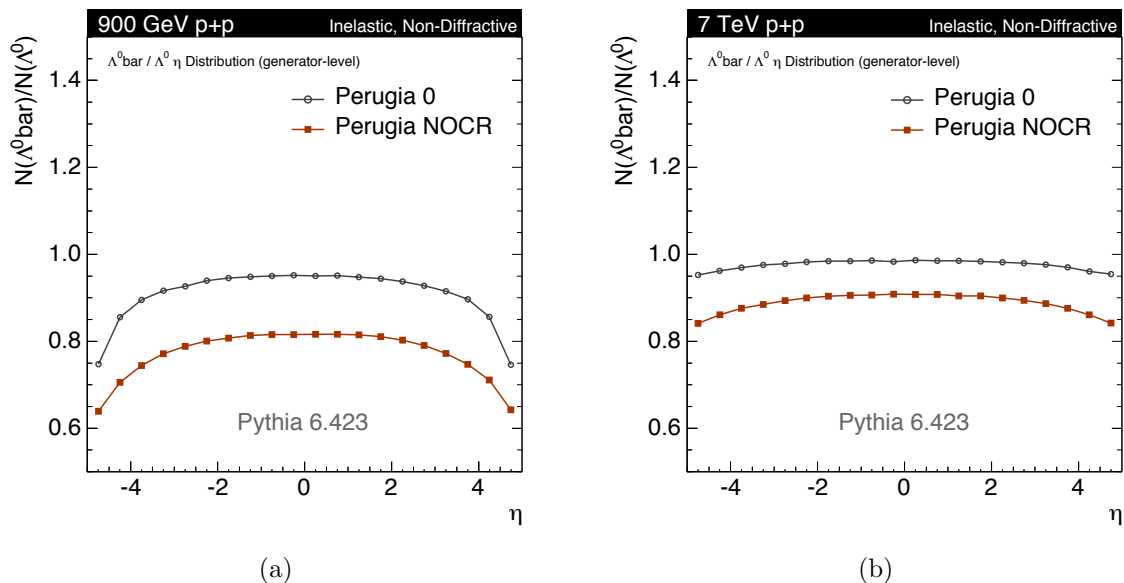 900 GeV p+p Inelastic, Non-Diffractive
Λ⁰bar / Λ⁰ η Distribution (generator-level)
Perugia 0
Perugia NOCR
N(Λ⁰bar)/N(Λ⁰)
1.4
1.2
1.0
0.8
0.6
Pythia 6.423
-4 -2 0 2 4
η
(a)
7 TeV p+p Inelastic, Non-Diffractive
Λ⁰bar / Λ⁰ η Distribution (generator-level)
Perugia 0
Perugia NOCR
N(Λ⁰bar)/N(Λ⁰)
1.4
1.2
1.0
0.8
0.6
Pythia 6.423
-4 -2 0 2 4
η
(b)